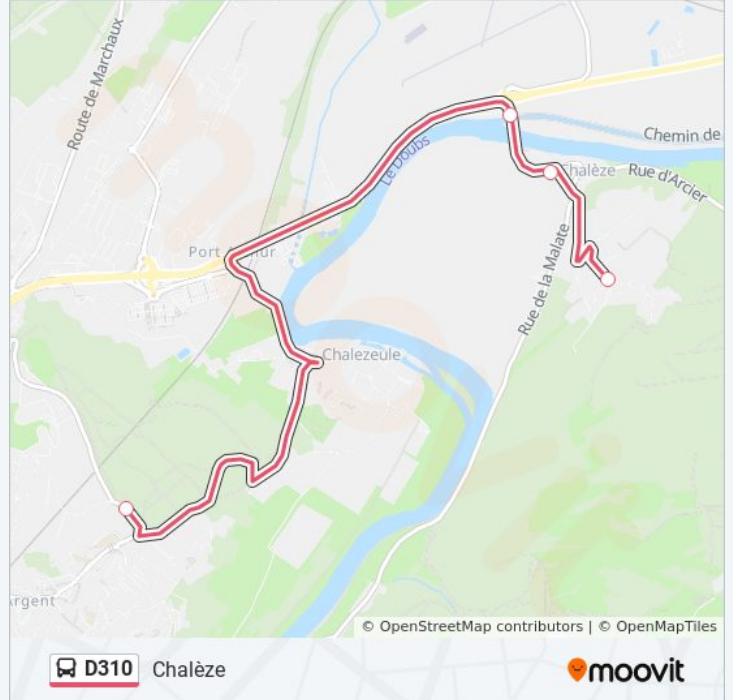 Route de Marchaux
Le Doubs
Chemin de
Chalèze
Rue d'Arcier
Port
Rue de la Malate
Chalezeule
Argent
© OpenStreetMap contributors | © OpenMapTiles
D310 Chalèze
moovit